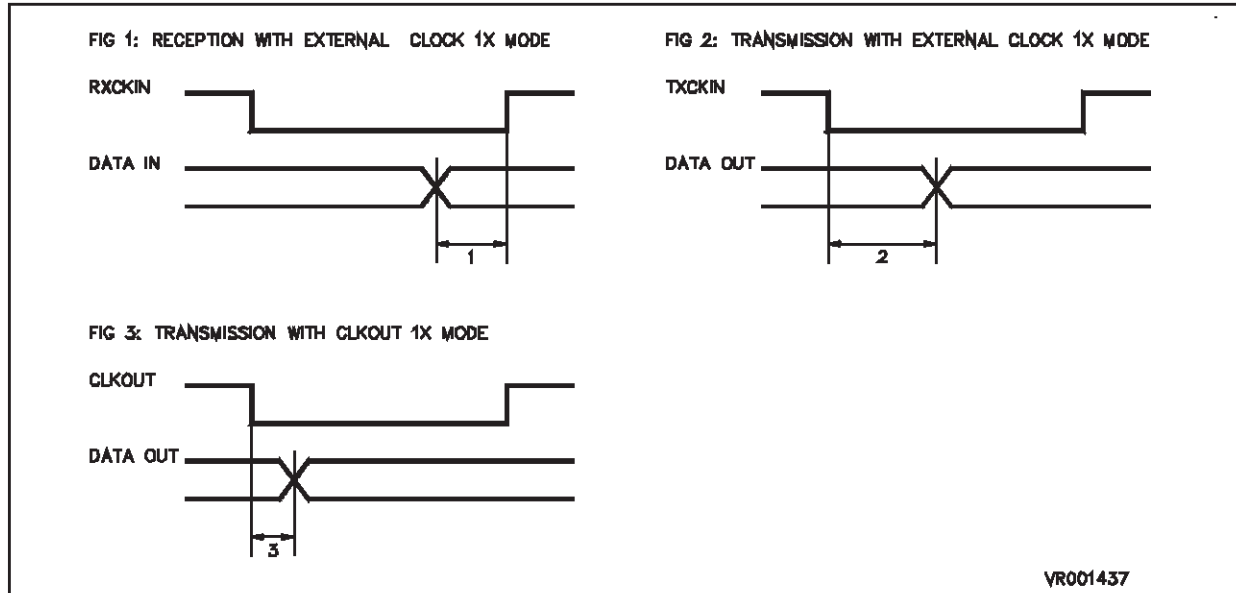 FIG 1: RECEPTION WITH EXTERNAL CLOCK 1X MODE
RXCKIN
DATA IN
1
FIG 2: TRANSMISSION WITH EXTERNAL CLOCK 1X MODE
TXCKIN
DATA OUT
2
FIG 3: TRANSMISSION WITH CLKOUT 1X MODE
CLKOUT
DATA OUT
3
VR001437